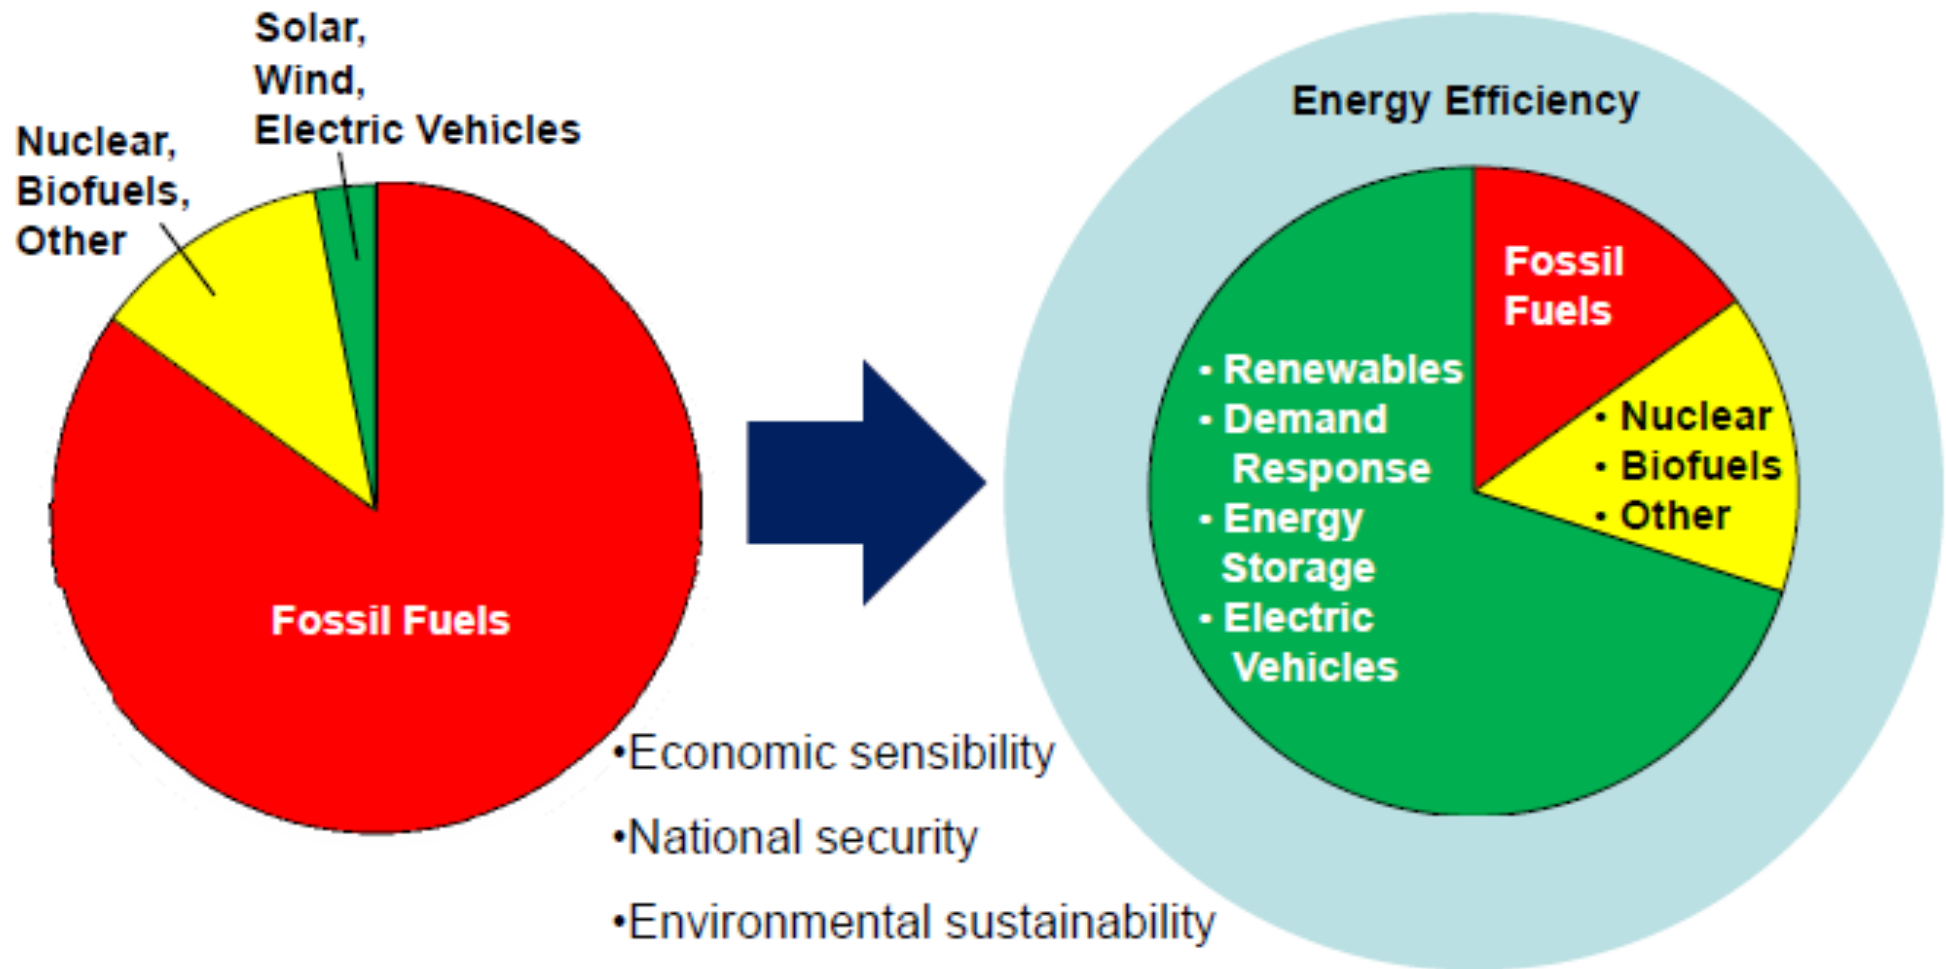 Solar,
Wind,
Electric Vehicles
Nuclear,
Biofuels,
Other
Fossil Fuels
Energy Efficiency
Fossil
Fuels
• Renewables
• Demand
Response
• Energy
Storage
• Electric
Vehicles
• Nuclear
• Biofuels
• Other
•Economic sensibility
•National security
•Environmental sustainability